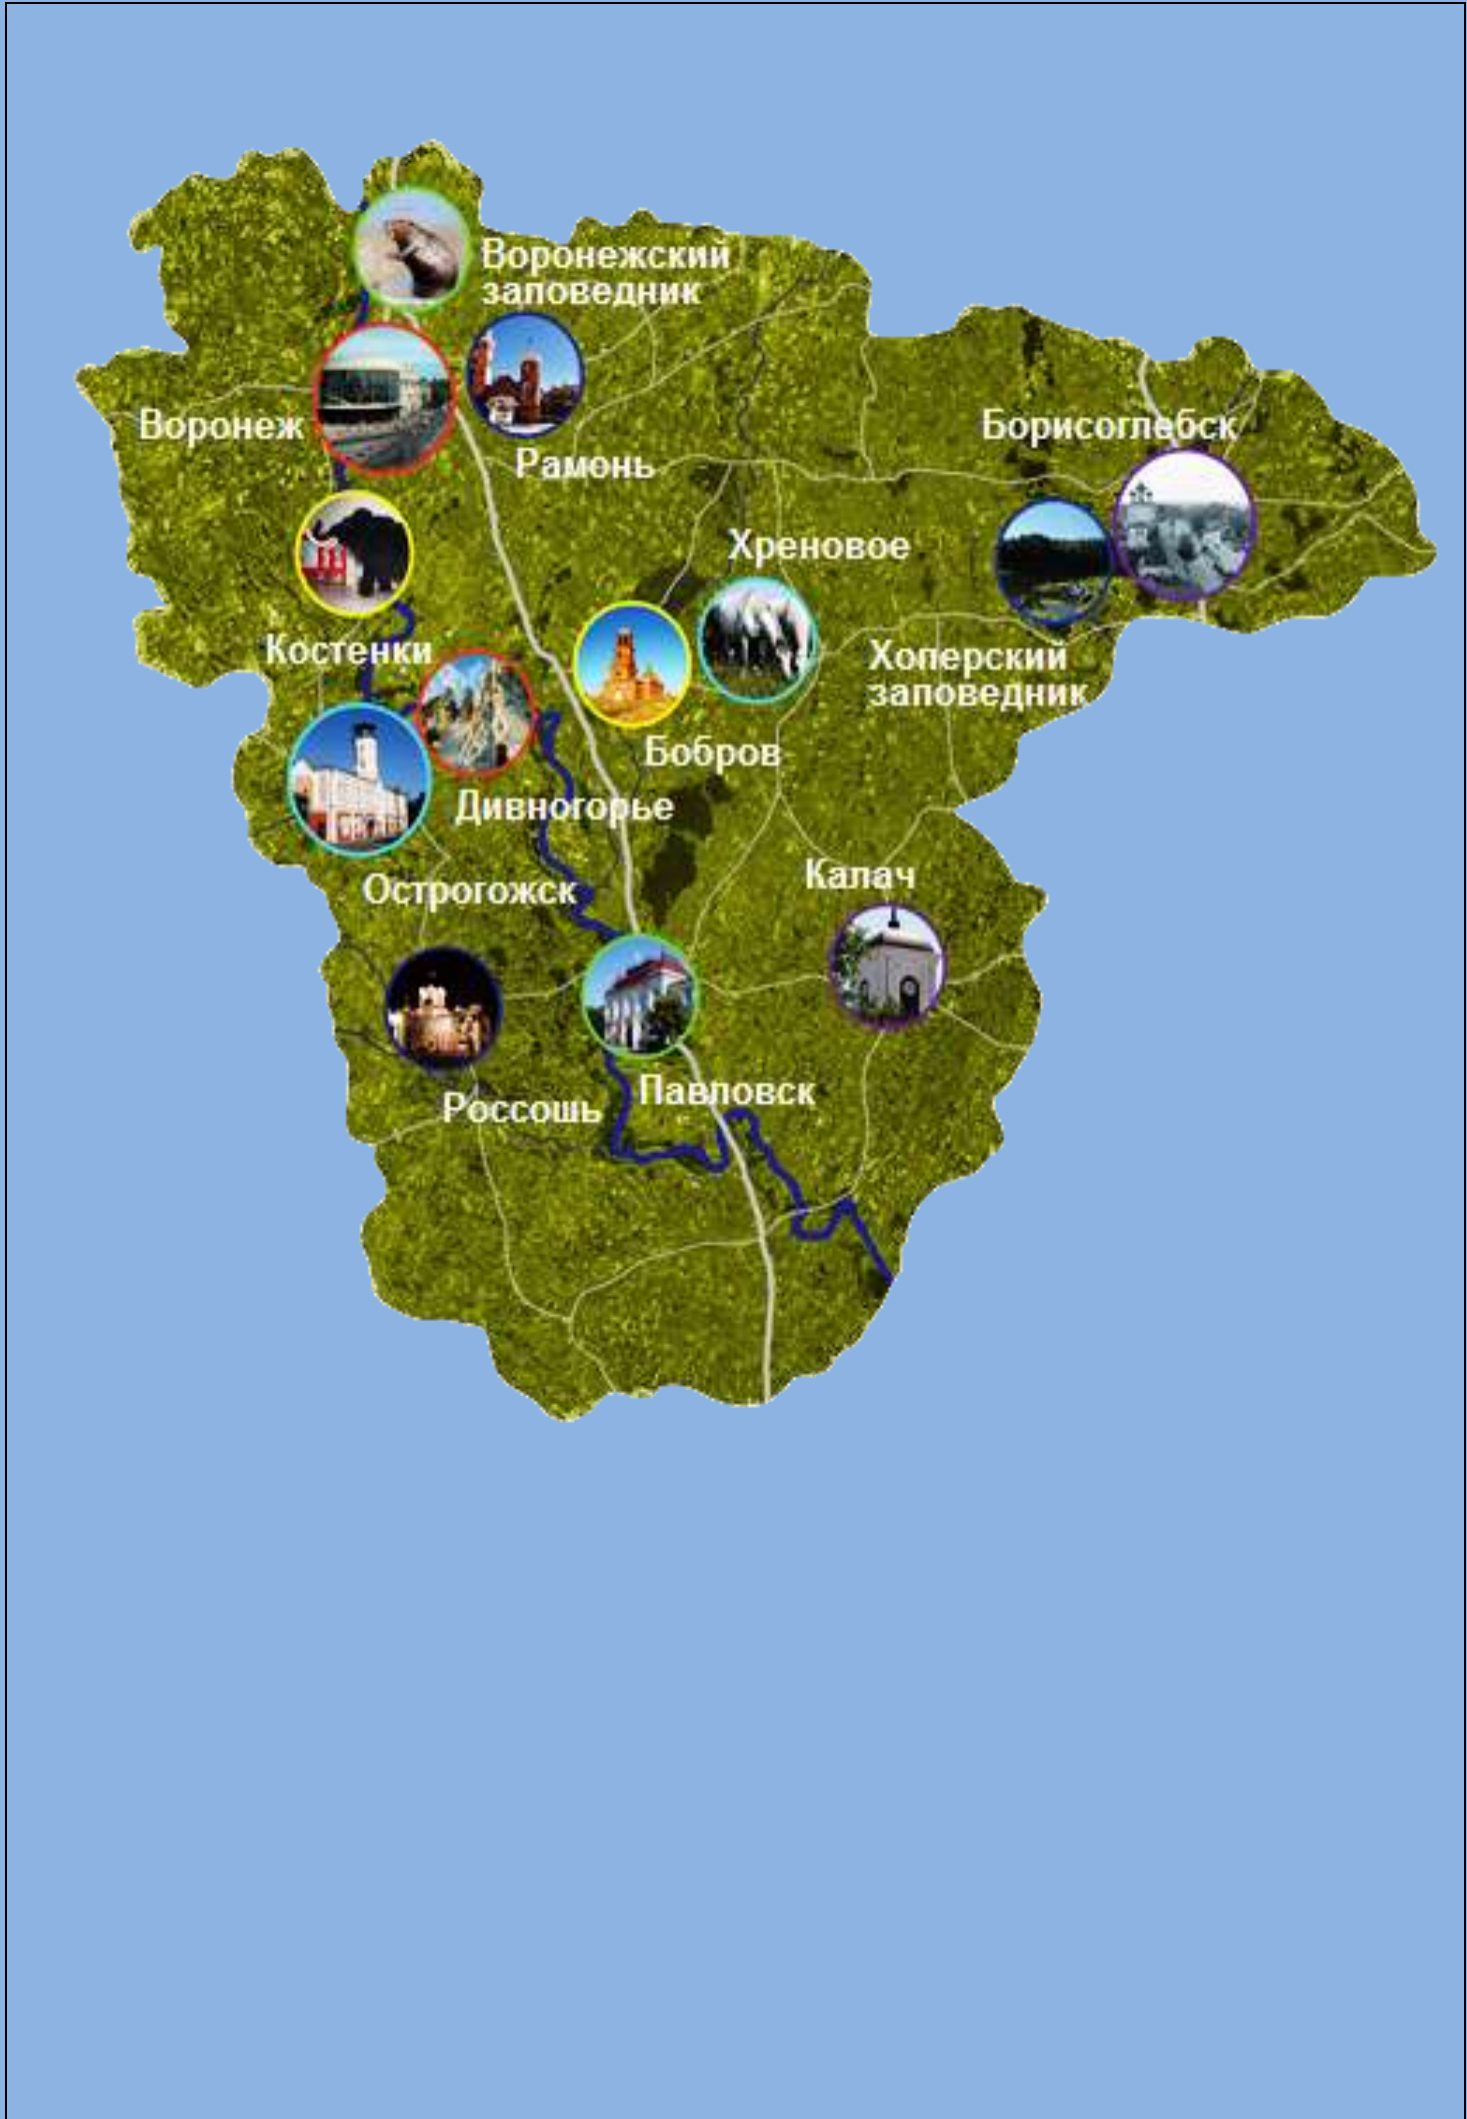 Воронежский
заповедник
Воронеж
Рамонь
Борисоглебск
Хреновое
Костенки
Хоперский
заповедник
Бобров
Дивногорье
Острогожск
Калач
Россошь
Павловск